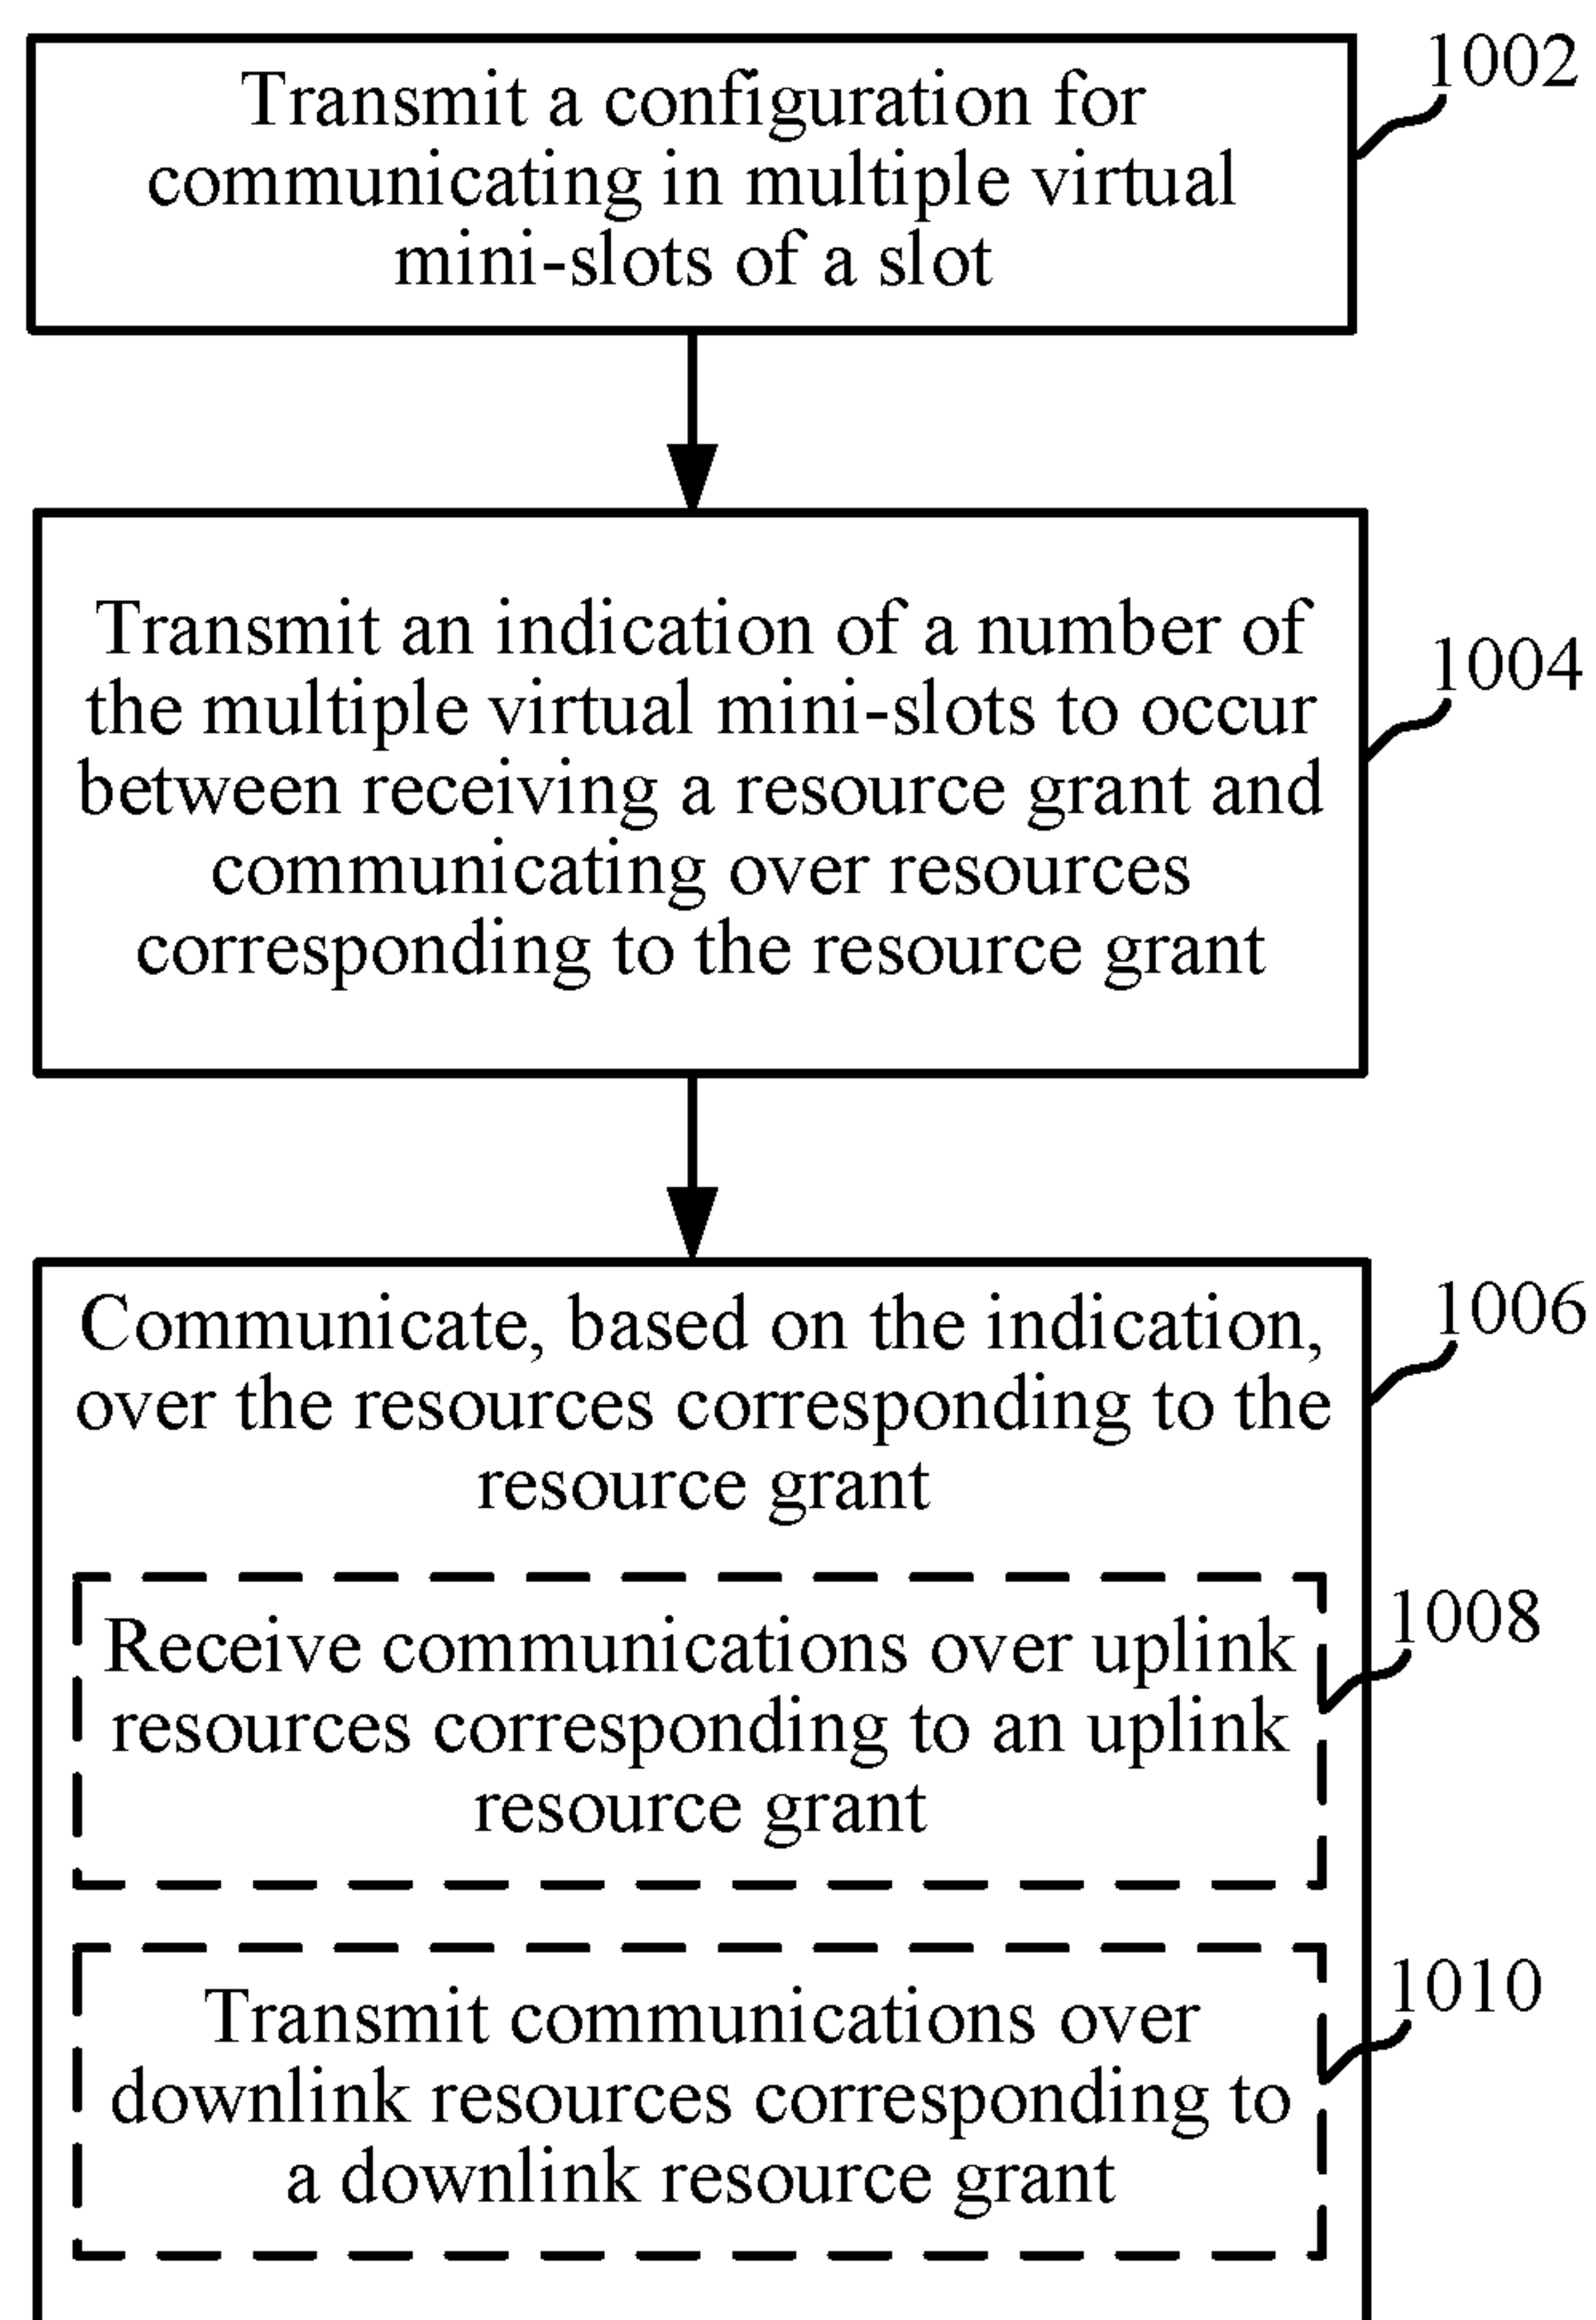 Transmit a configuration for
communicating in multiple virtual
mini-slots of a slot
1002
Transmit an indication of a number of
the multiple virtual mini-slots to occur
between receiving a resource grant and
communicating over resources
corresponding to the resource grant
1004
Communicate, based on the indication,
over the resources corresponding to the
resource grant
1006
Receive communications over uplink
resources corresponding to an uplink
resource grant
1008
Transmit communications over
downlink resources corresponding to
a downlink resource grant
1010